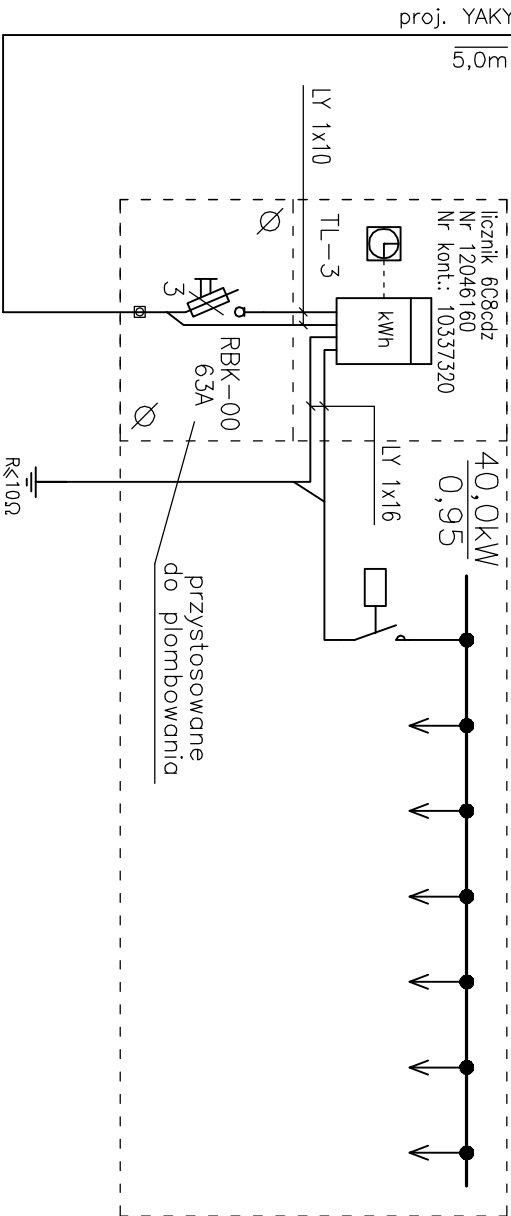 proj. YAKY
5,0m
LY 1x10
licznik 6C8cdz
Nr 12046160
Nr kont.: 10337320
TL-3
kWh
3
RBK-00
63A
LY 1x16
40,0kW
0,95
R≤10Ω
przystosowane
do plombowania